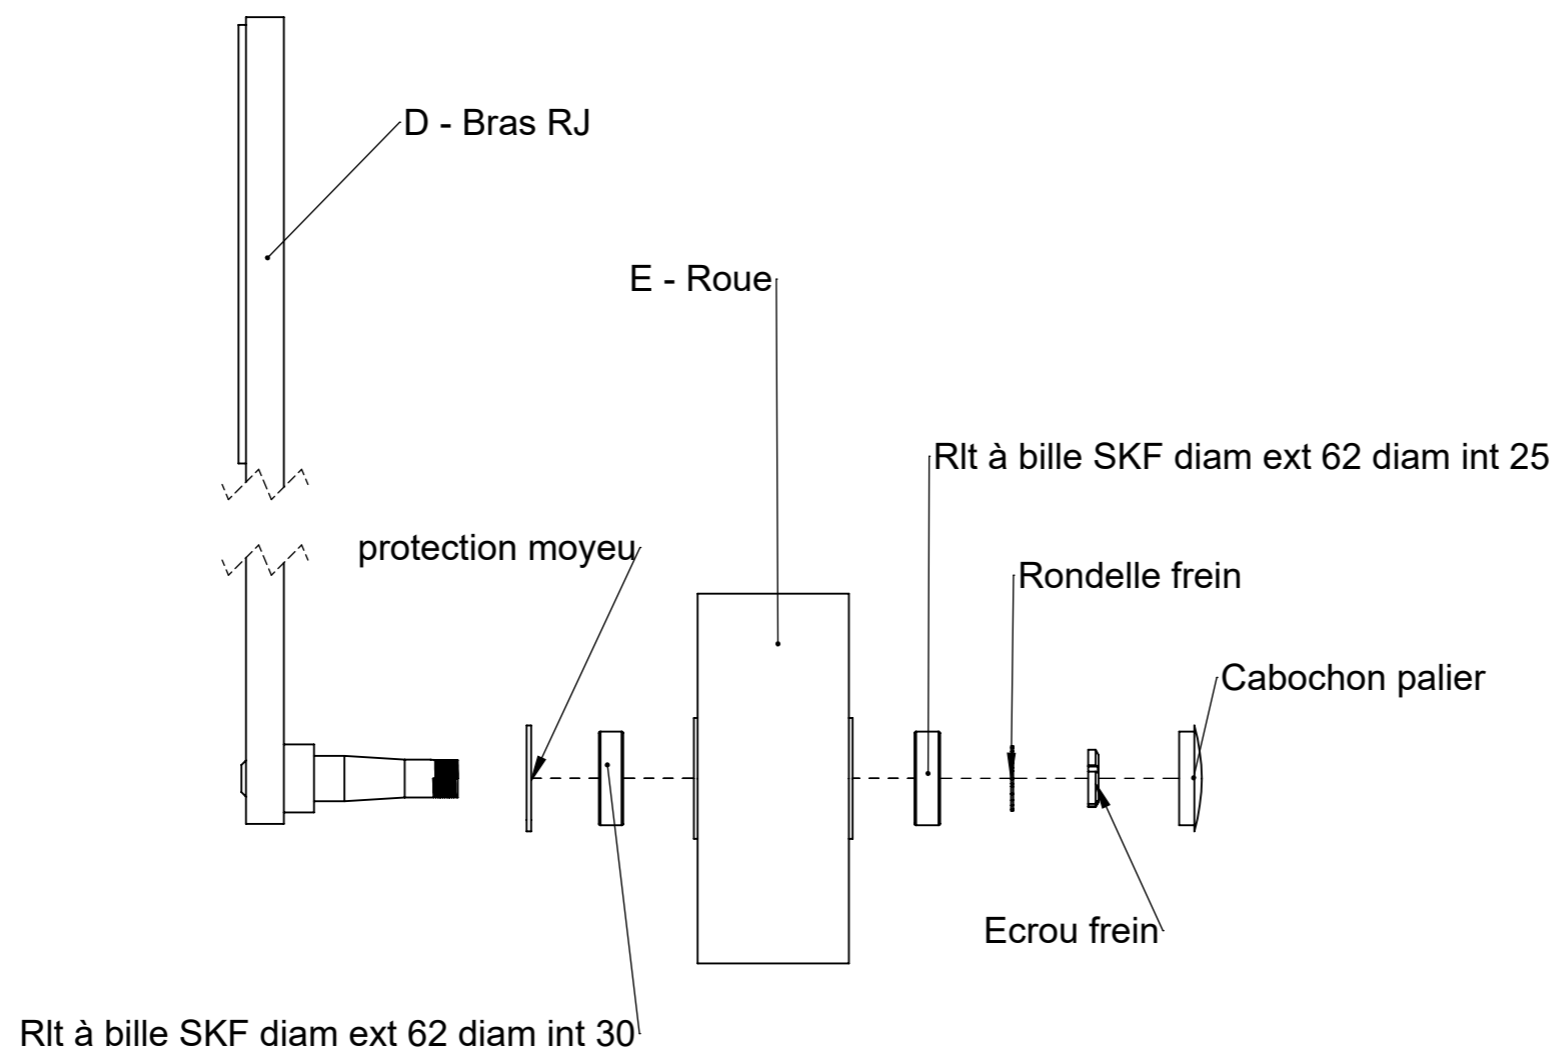 D - Bras RJ
E - Roue
Rlt à bille SKF diam ext 62 diam int 25
protection moyeu
Rondelle frein
Cabochon palier
Ecrou frein
Rlt à bille SKF diam ext 62 diam int 30